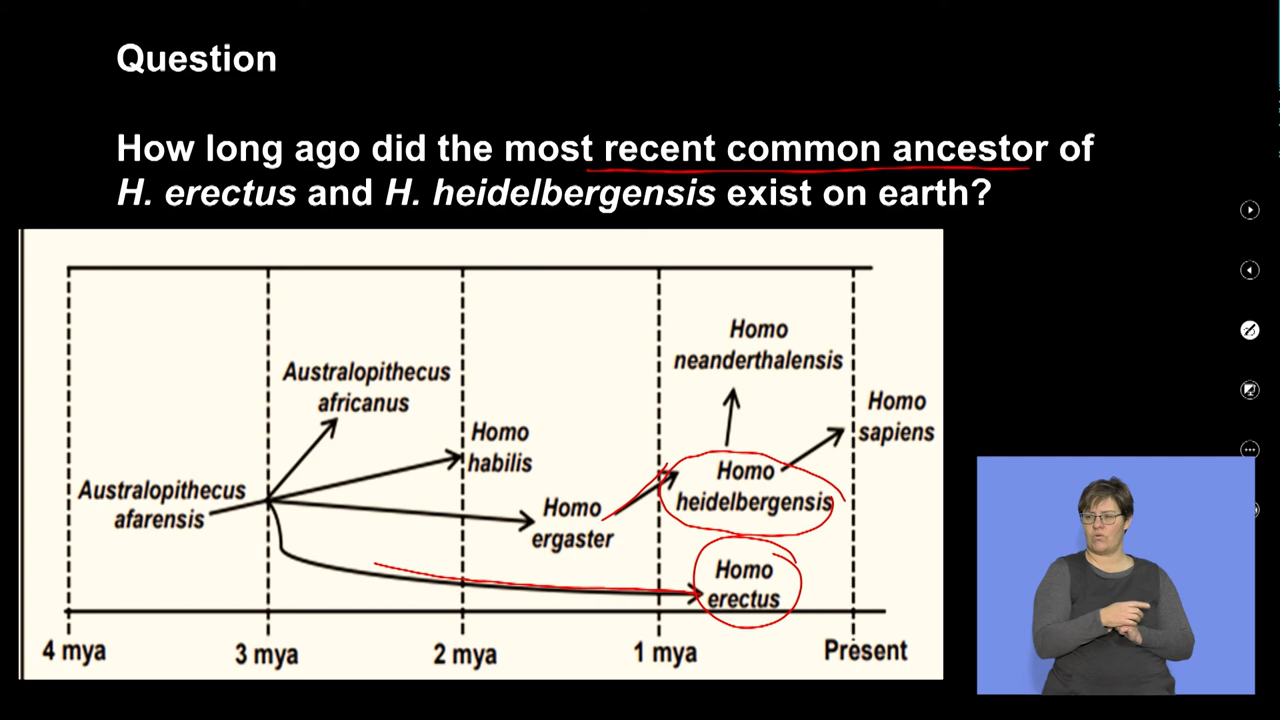 Question
How long ago did the most recent common ancestor of
H. erectus and H. heidelbergensis exist on earth?
Homo
neanderthalensis
Australopithecus
africanus
Homo
sapiens
Homo
habilis
Homo
heidelbergensis
Australopithecus
afarensis
Homo
ergaster
Homo
erectus
4 mya
3 mya
2 mya
1 mya
Present